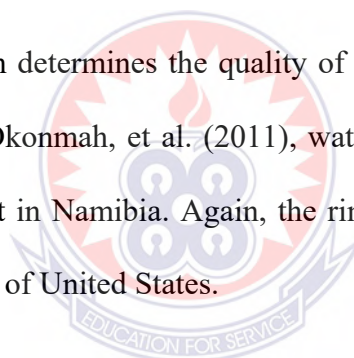 n determines the quality of
Okonmah, et al. (2011), wat
t in Namibia. Again, the rin
of United States.
EDUCATION FOR SERVICE